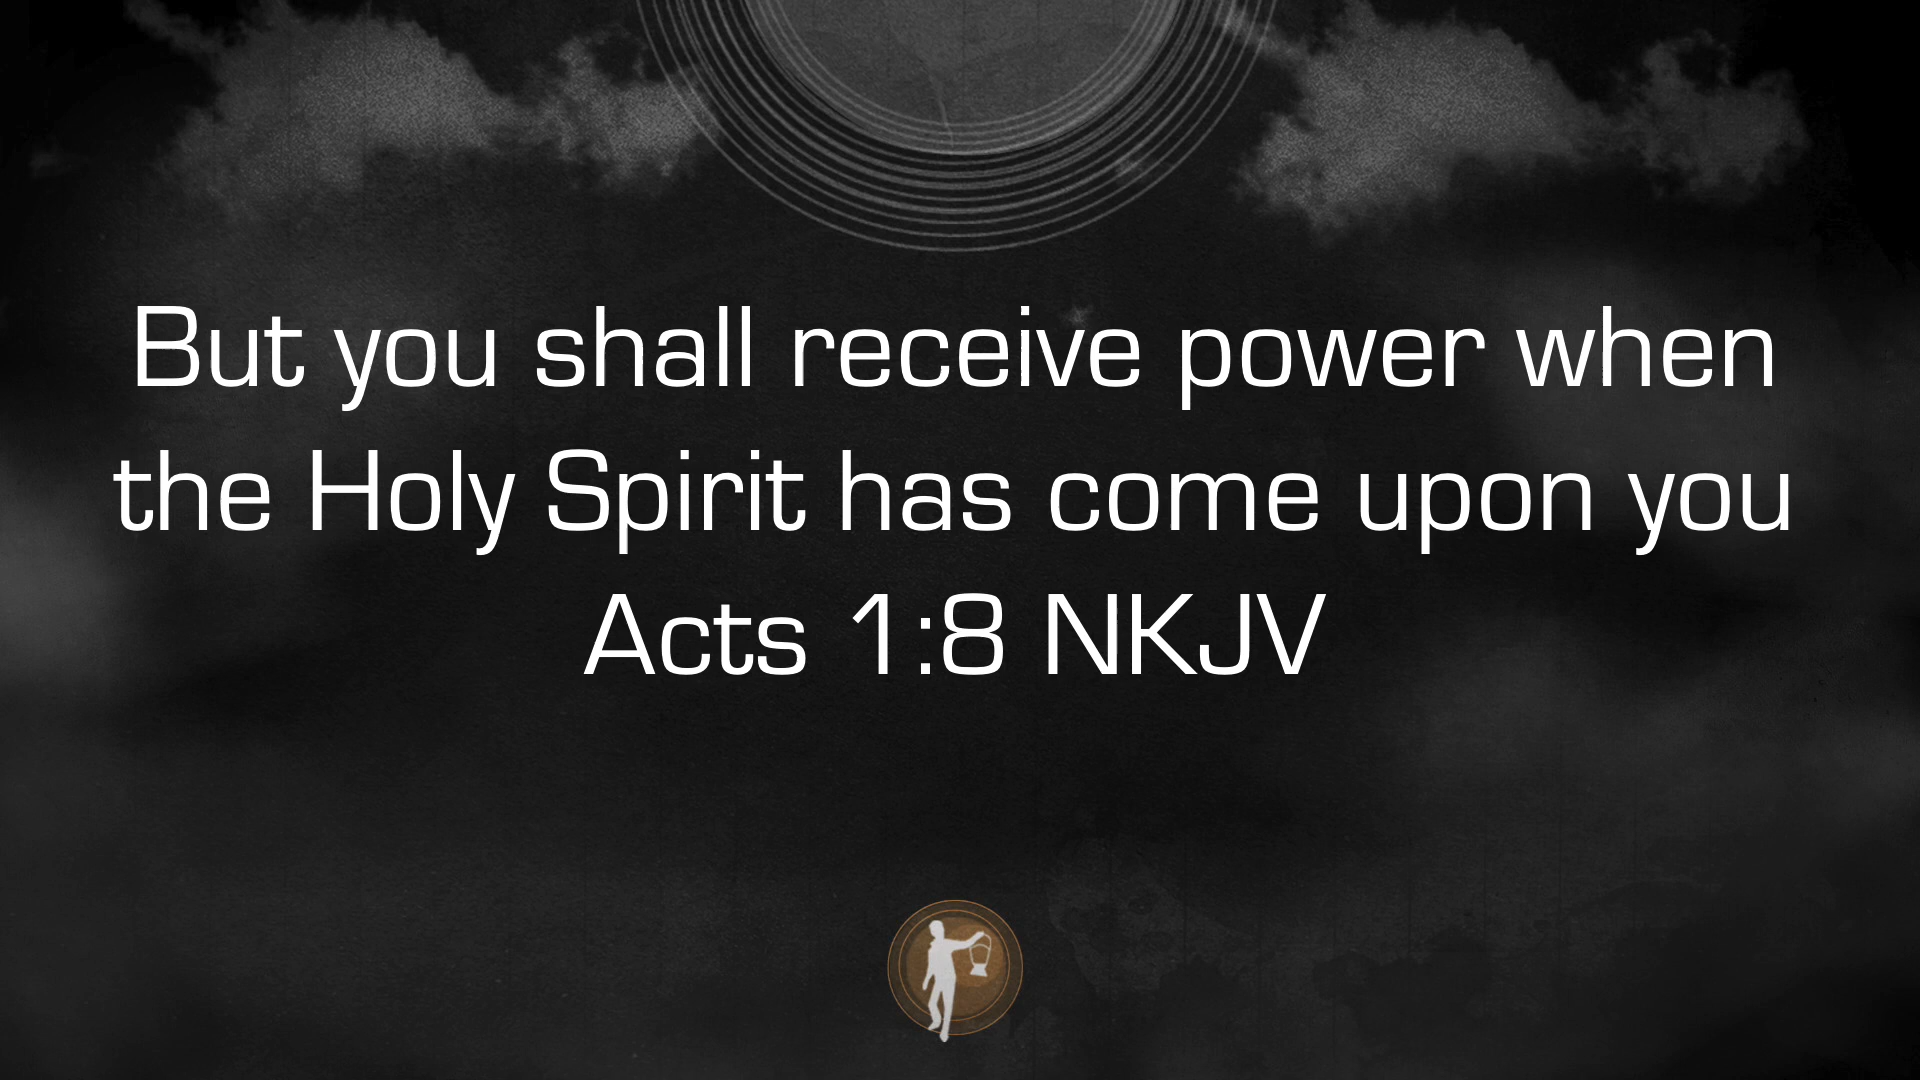 But you shall receive power when
the Holy Spirit has come upon you
Acts 1:8 NKJV